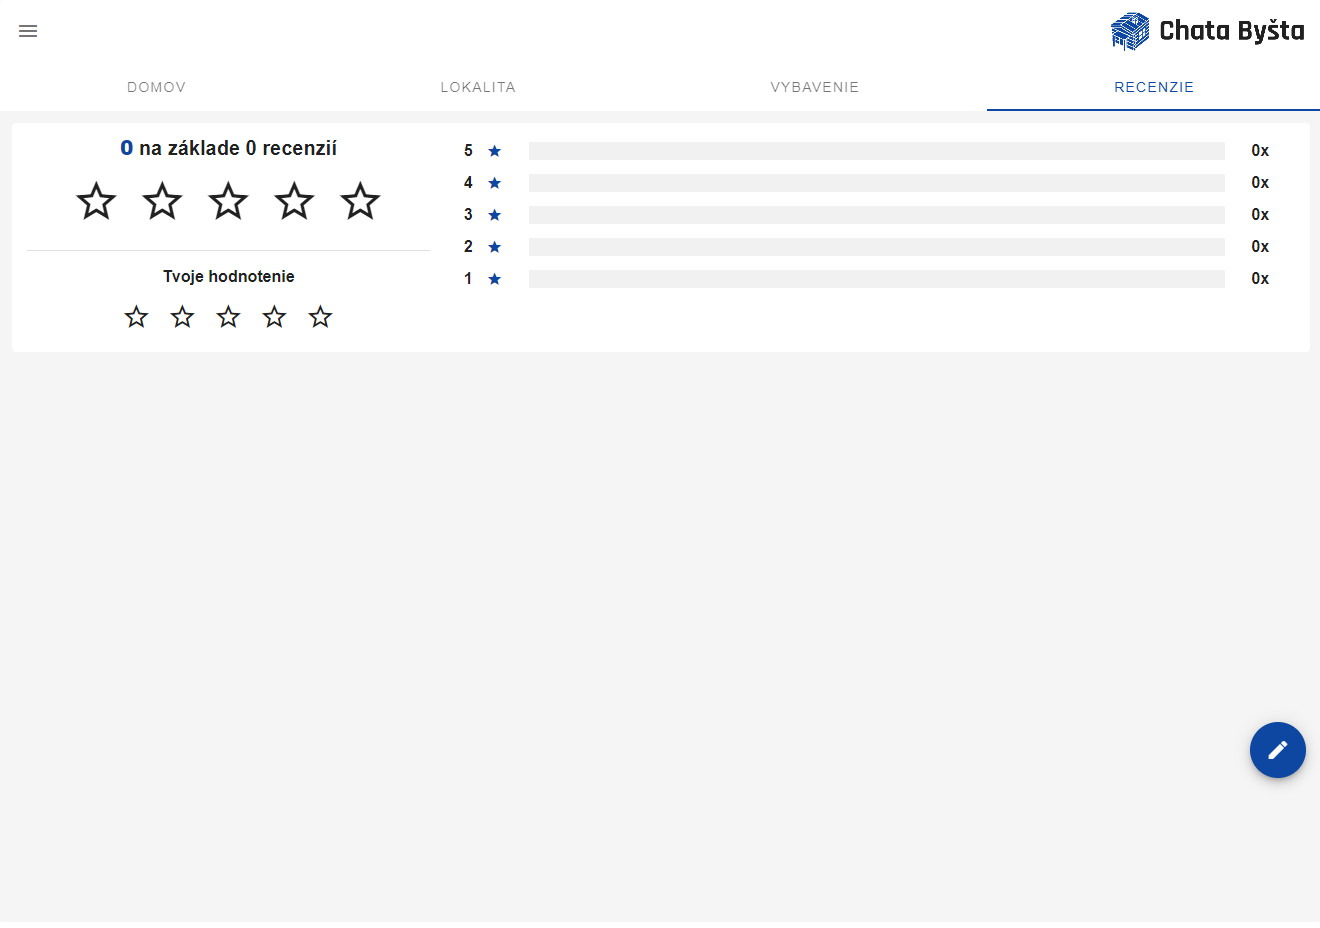 Chata Byšta
DOMOV
LOKALITA
VYBAVENIE
RECENZIE
0 na základe 0 recenzií
Tvoje hodnotenie
5 0x
4 0x
3 0x
2 0x
1 0x